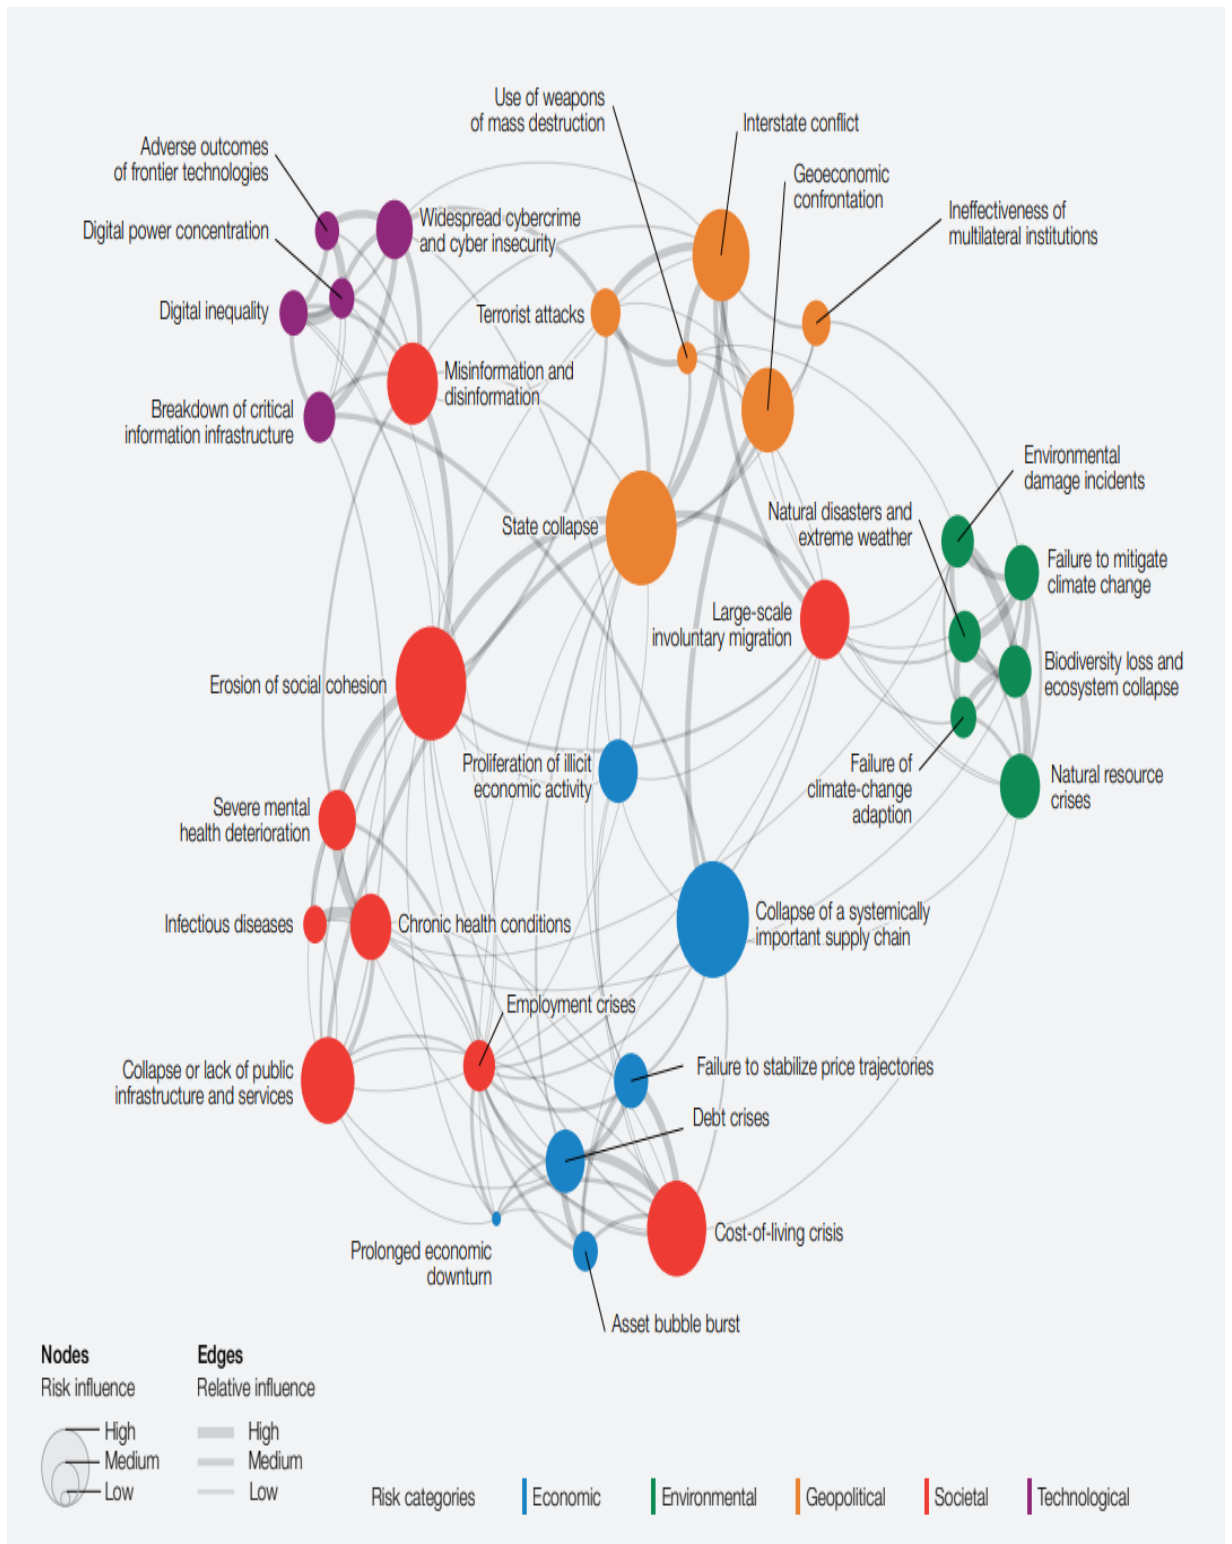 Use of weapons
of mass destruction
Interstate conflict
Adverse outcomes
of frontier technologies
Geoeconomic
confrontation
Digital power concentration
Widespread cybercrime
and cyber insecurity
Ineffectiveness of
multilateral institutions
Digital inequality
Terrorist attacks
Misinformation and
disinformation
Breakdown of critical
information infrastructure
Environmental
damage incidents
Natural disasters and
extreme weather
State collapse
Failure to mitigate
climate change
Large-scale
involuntary migration
Biodiversity loss and
ecosystem collapse
Erosion of social cohesion
Proliferation of illicit
economic activity
Failure of
climate-change
adaption
Natural resource
crises
Severe mental
health deterioration
Infectious diseases
Chronic health conditions
Collapse of a systemically
important supply chain
Employment crises
Collapse or lack of public
infrastructure and services
Failure to stabilize price trajectories
Debt crises
Cost-of-living crisis
Prolonged economic
downturn
Asset bubble burst
Nodes
Risk influence
High
Medium
Low
Edges
Relative influence
High
Medium
Low
Risk categories
Economic
Environmental
Geopolitical
Societal
Technological